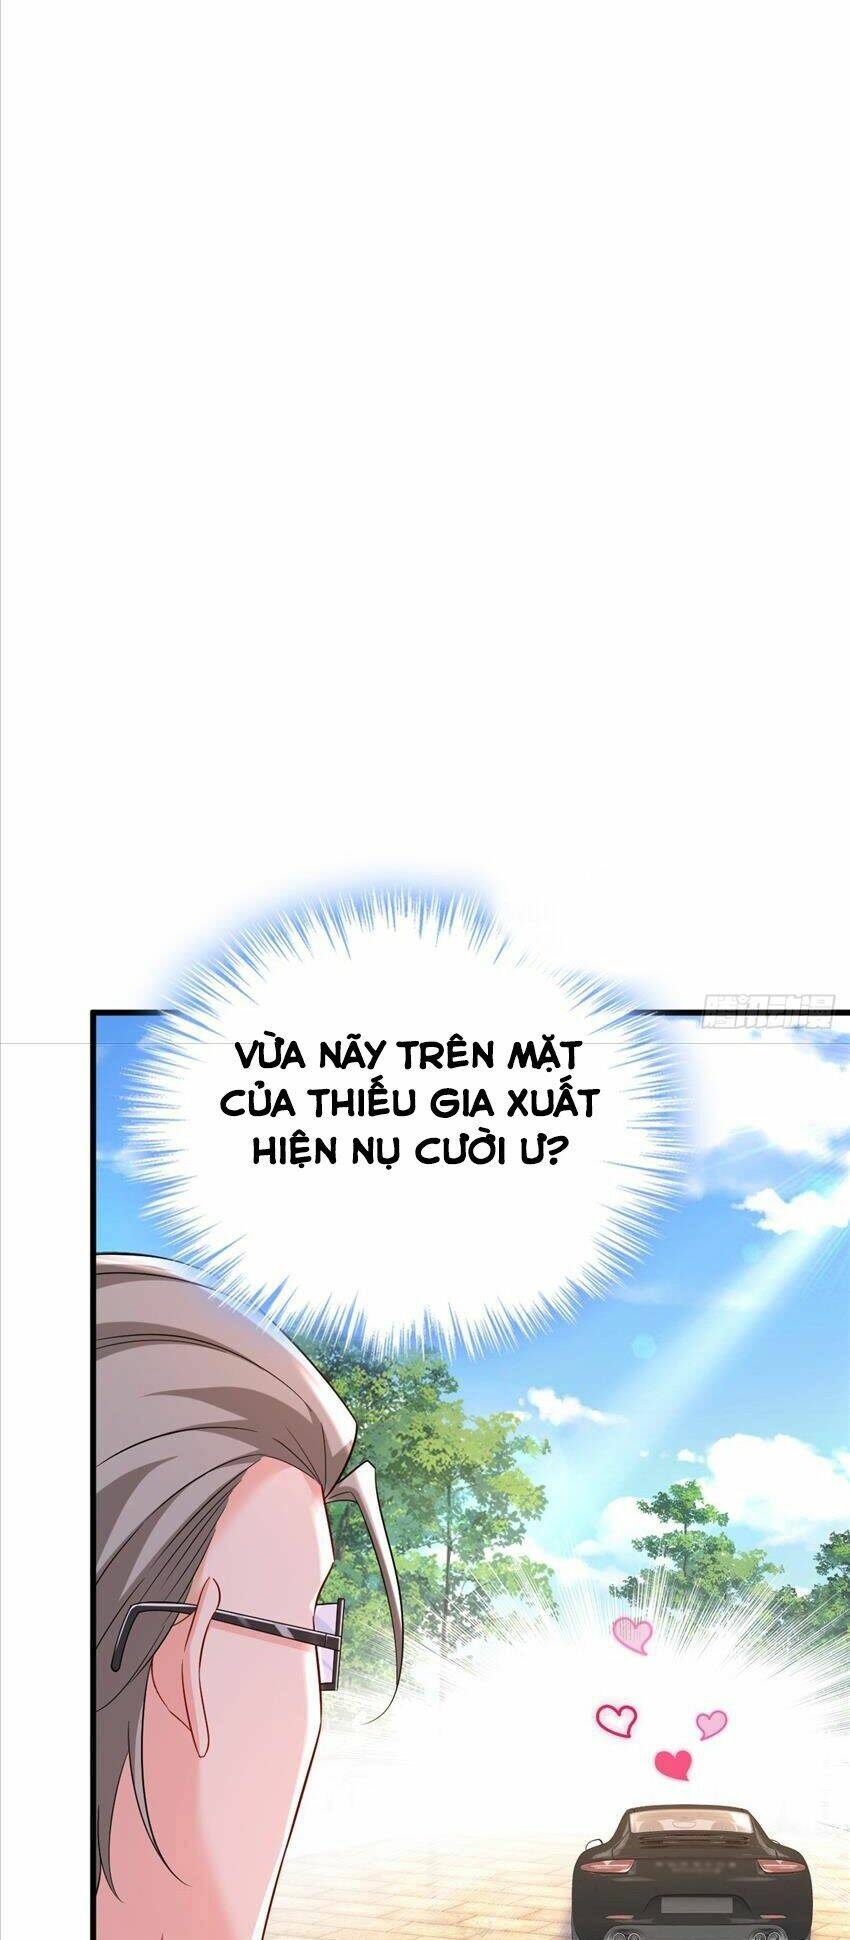 VỪA NÃY TRÊN MẶT
CỦA THIẾU GIA XUẤT
HIỆN NỤ CƯỜI Ư?